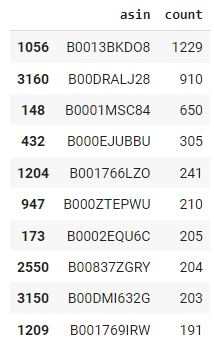 asin count
1056 B0013BKDO8 1229
3160 B00DRALJ28 910
148 B0001MSC84 650
432 B000EJUBBU 305
1204 B001766LZO 241
947 B000ZTEPWU 210
173 B0002EQU6C 205
2550 B00837ZGRY 204
3150 B00DMI632G 203
1209 B001769IRW 191